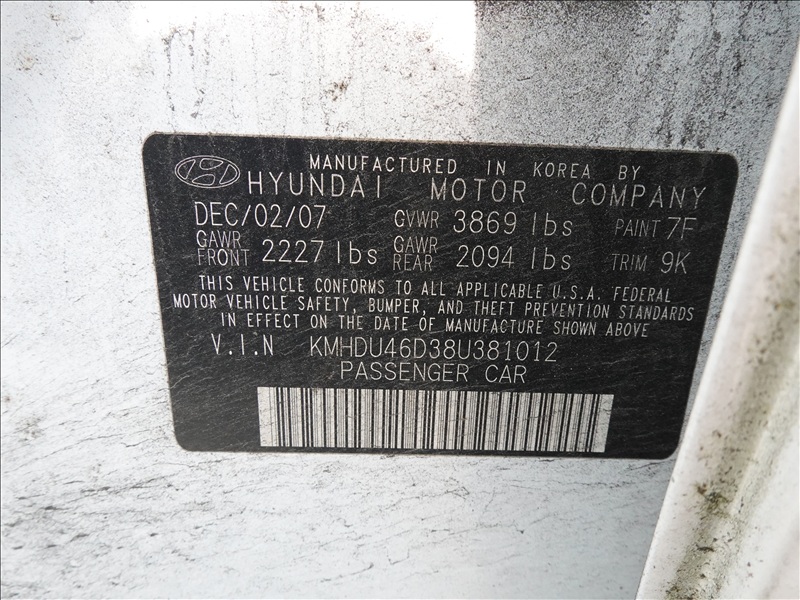 MANUFACTURED IN KOREA BY
HYUNDAI MOTOR COMPANY
DEC/02/07 GVWR 3869 lbs PAINT 7F
GAWR FRONT 2227 lbs GAWR REAR 2094 lbs TRIM 9K
THIS VEHICLE CONFORMS TO ALL APPLICABLE U.S.A. FEDERAL
MOTOR VEHICLE SAFETY, BUMPER, AND THEFT PREVENTION STANDARDS
IN EFFECT ON THE DATE OF MANUFACTURE SHOWN ABOVE
V.I.N KMHDU46D38U381012
PASSENGER CAR